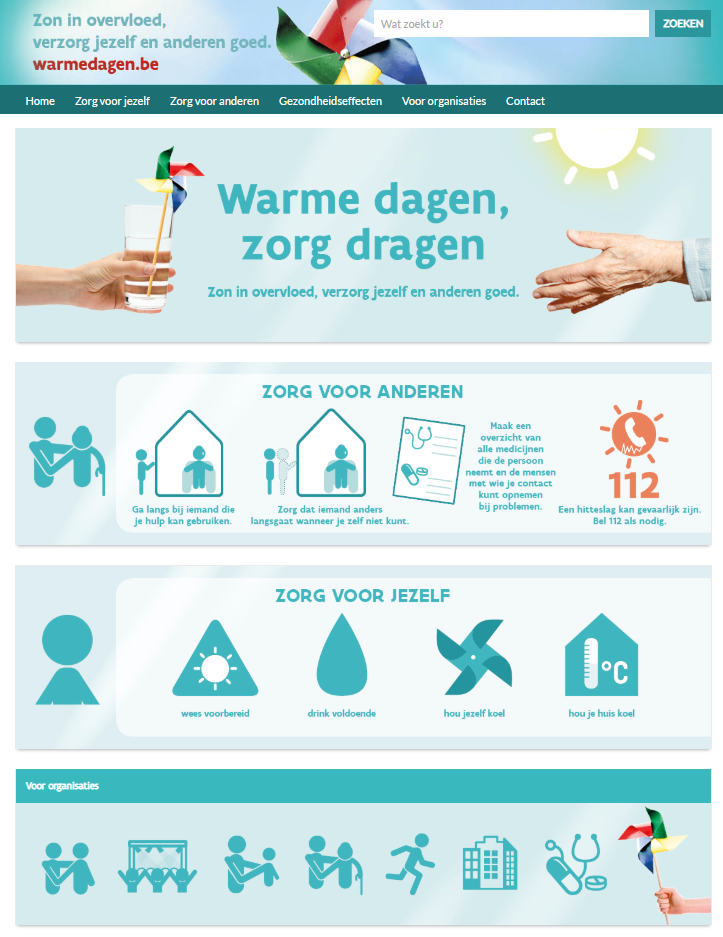 Zon in overvloed,
verzorg jezelf en anderen goed.
warmedagen.be
Wat zoekt u?
ZOEKEN
Home
Zorg voor jezelf
Zorg voor anderen
Gezondheidseffecten
Voor organisaties
Contact
Warme dagen,
zorg dragen
Zon in overvloed, verzorg jezelf en anderen goed.
ZORG VOOR ANDEREN
Ga langs bij iemand die
je hulp kan gebruiken.
Zorg dat iemand anders
langsgaat wanneer je zelf niet kunt.
Maak een
overzicht van
alle medicijnen
die de persoon
neemt en de mensen
met wie je contact
kunt opnemen
bij problemen.
112
Een hitteslag kan gevaarlijk zijn.
Bel 112 als nodig.
ZORG VOOR JEZELF
°C
wees voorbereid
drink voldoende
hou jezelf koel
hou je huis koel
Voor organisaties